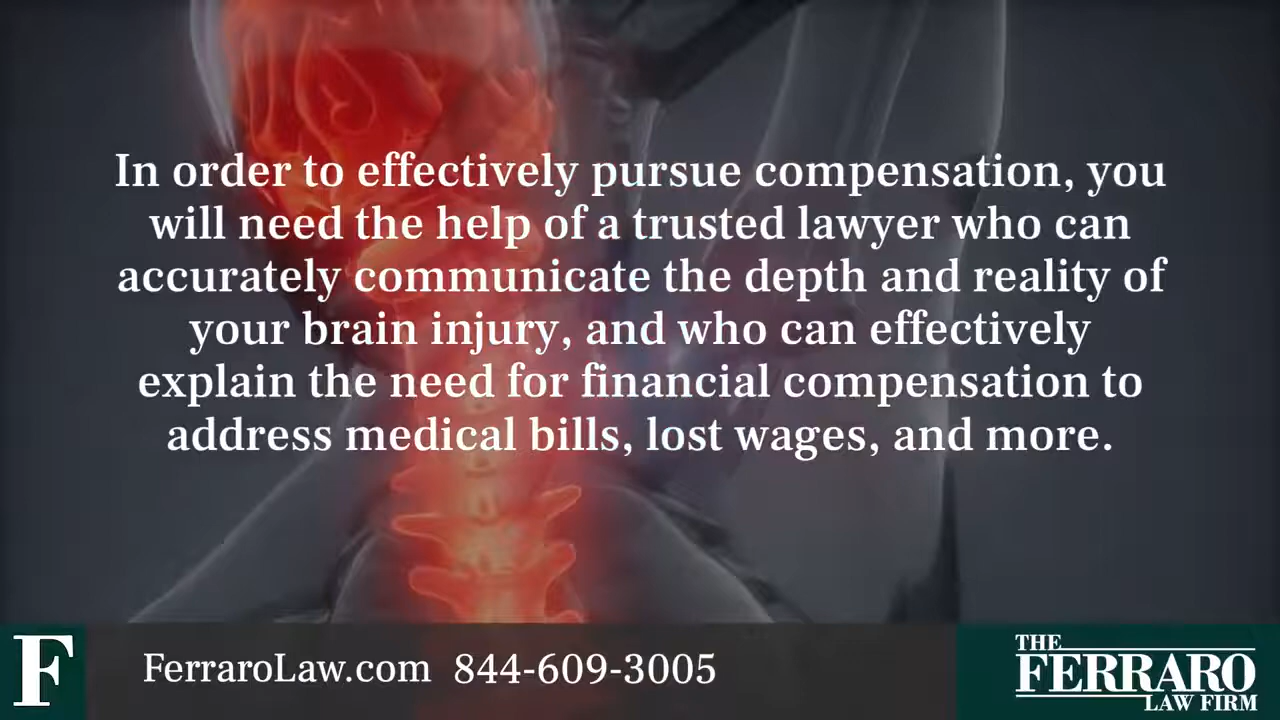 In order to effectively pursue compensation, you
will need the help of a trusted lawyer who can
accurately communicate the depth and reality of
your brain injury, and who can effectively
explain the need for financial compensation to
address medical bills, lost wages, and more.
F
FerraroLaw.com 844-609-3005
THE
FERRARO
LAW FIRM